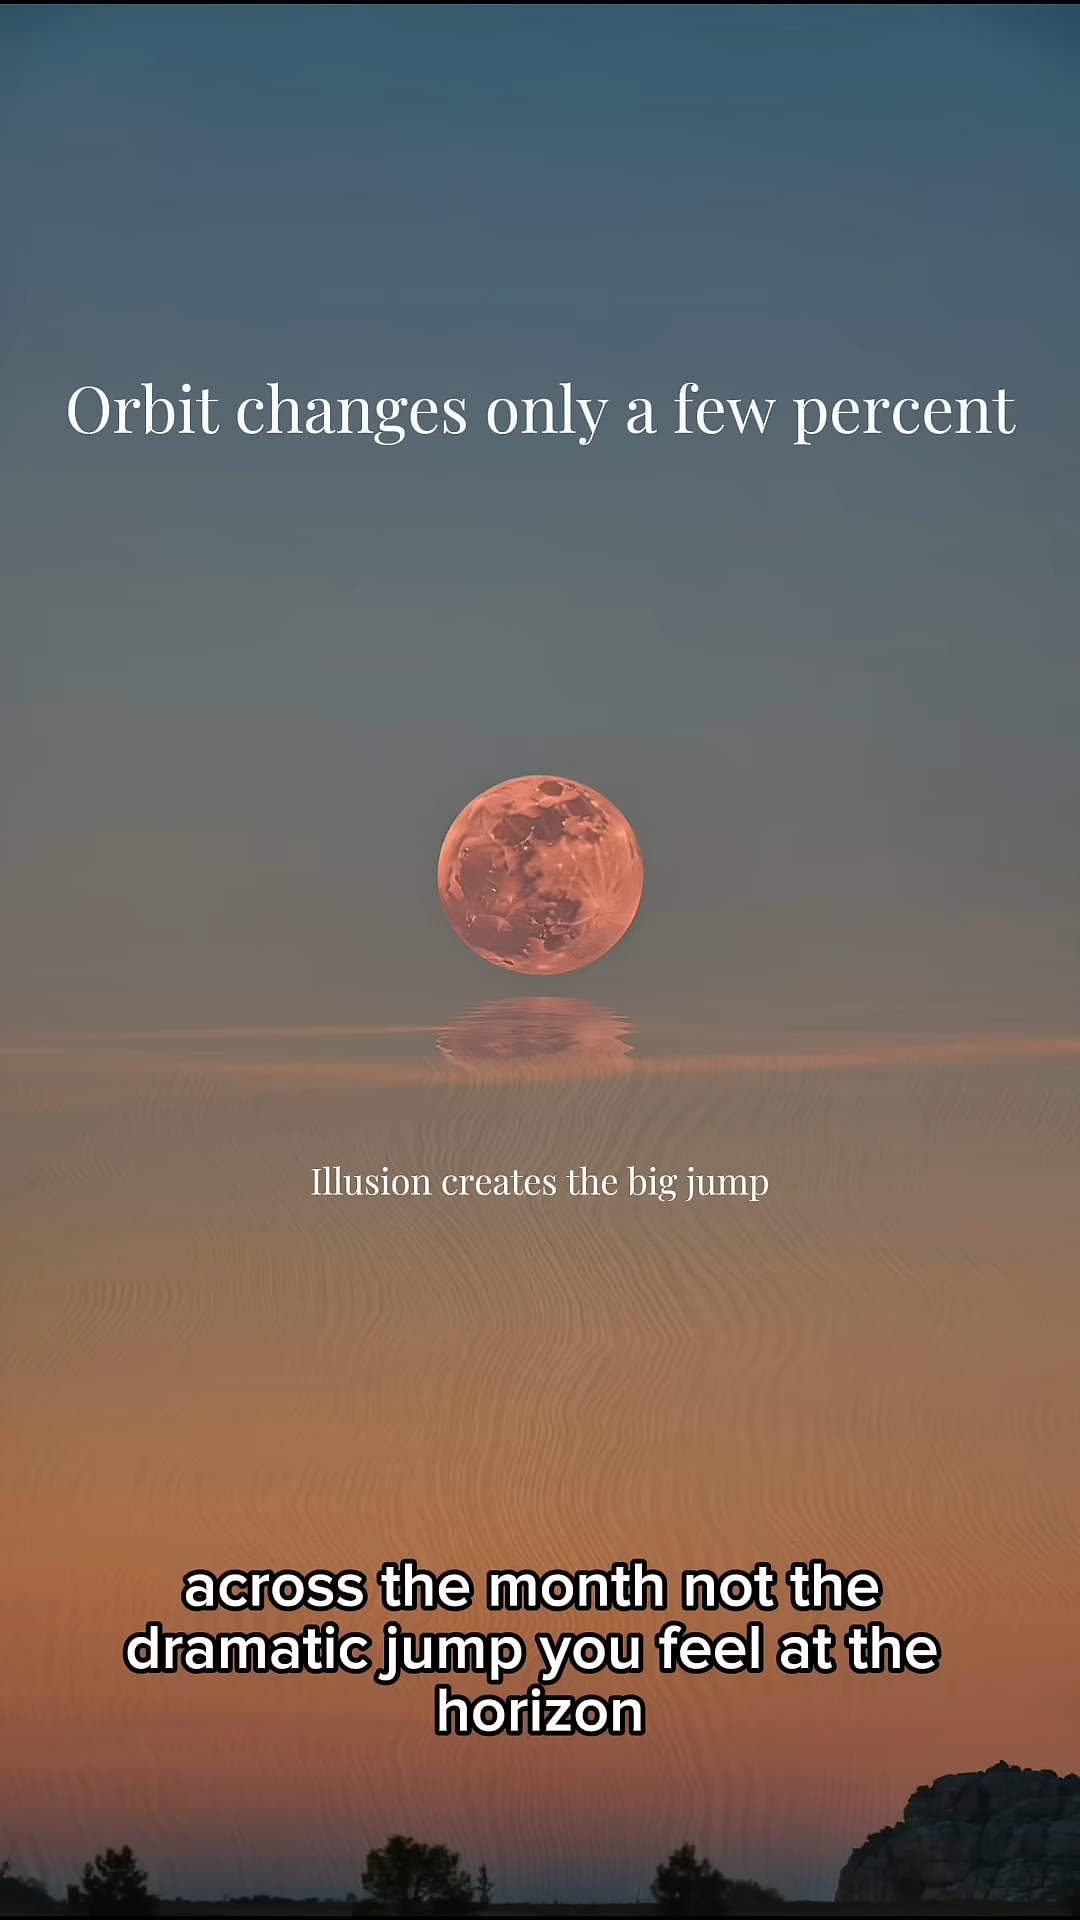 Orbit changes only a few percent
Illusion creates the big jump
across the month not the
dramatic jump you feel at the
horizon